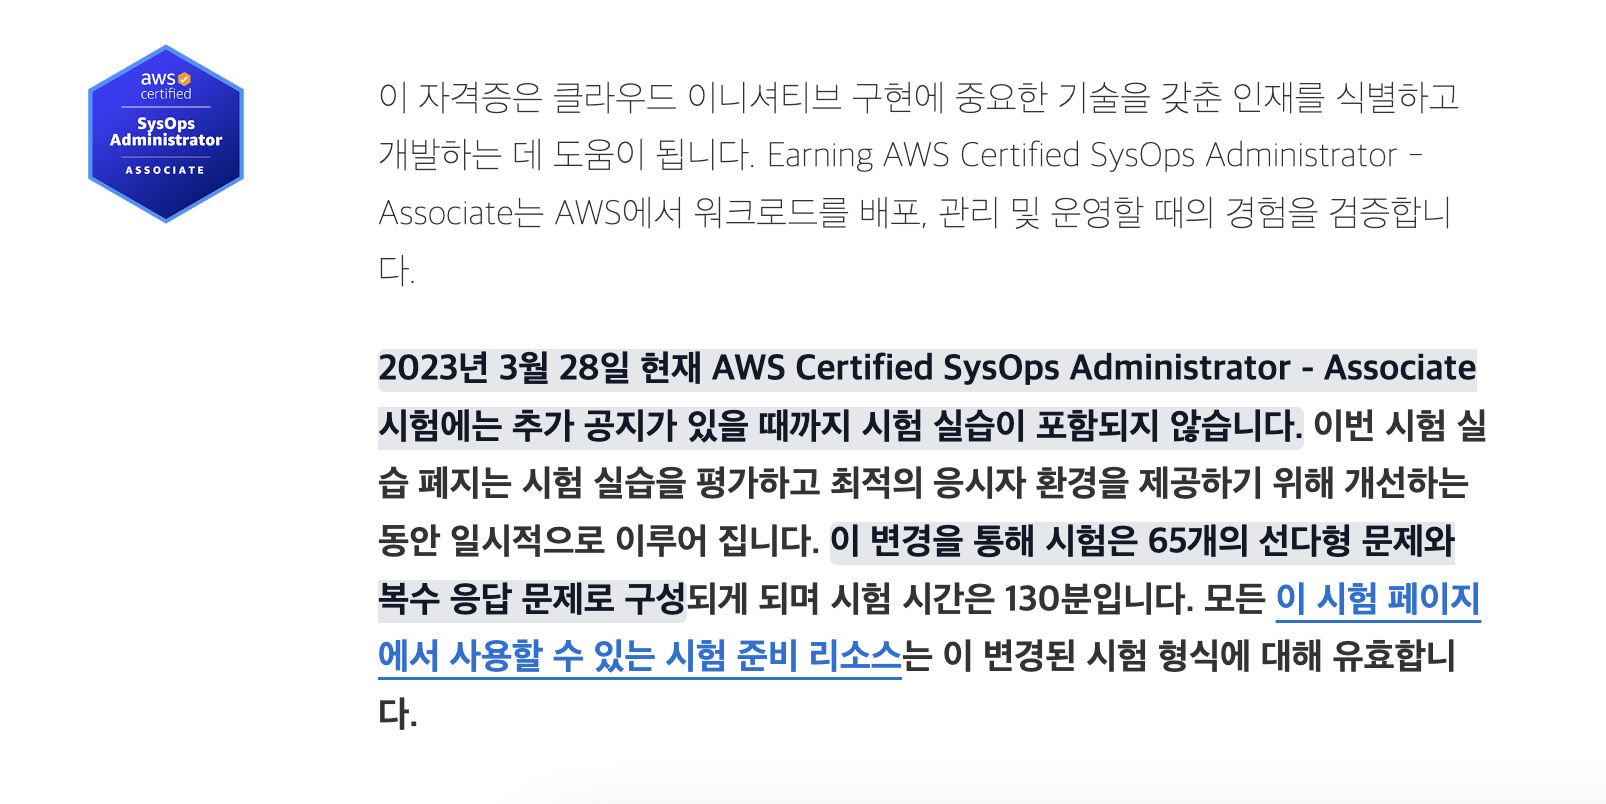 aws
certified
SysOps
Administrator
ASSOCIATE
이 자격증은 클라우드 이니셔티브 구현에 중요한 기술을 갖춘 인재를 식별하고
개발하는 데 도움이 됩니다. Earning AWS Certified SysOps Administrator –
Associate는 AWS에서 워크로드를 배포, 관리 및 운영할 때의 경험을 검증합니
다.
2023년 3월 28일 현재 AWS Certified SysOps Administrator - Associate
시험에는 추가 공지가 있을 때까지 시험 실습이 포함되지 않습니다. 이번 시험 실
습 폐지는 시험 실습을 평가하고 최적의 응시자 환경을 제공하기 위해 개선하는
동안 일시적으로 이루어 집니다. 이 변경을 통해 시험은 65개의 선다형 문제와
복수 응답 문제로 구성되게 되며 시험 시간은 130분입니다. 모든 이 시험 페이지
에서 사용할 수 있는 시험 준비 리소스는 이 변경된 시험 형식에 대해 유효합니
다.